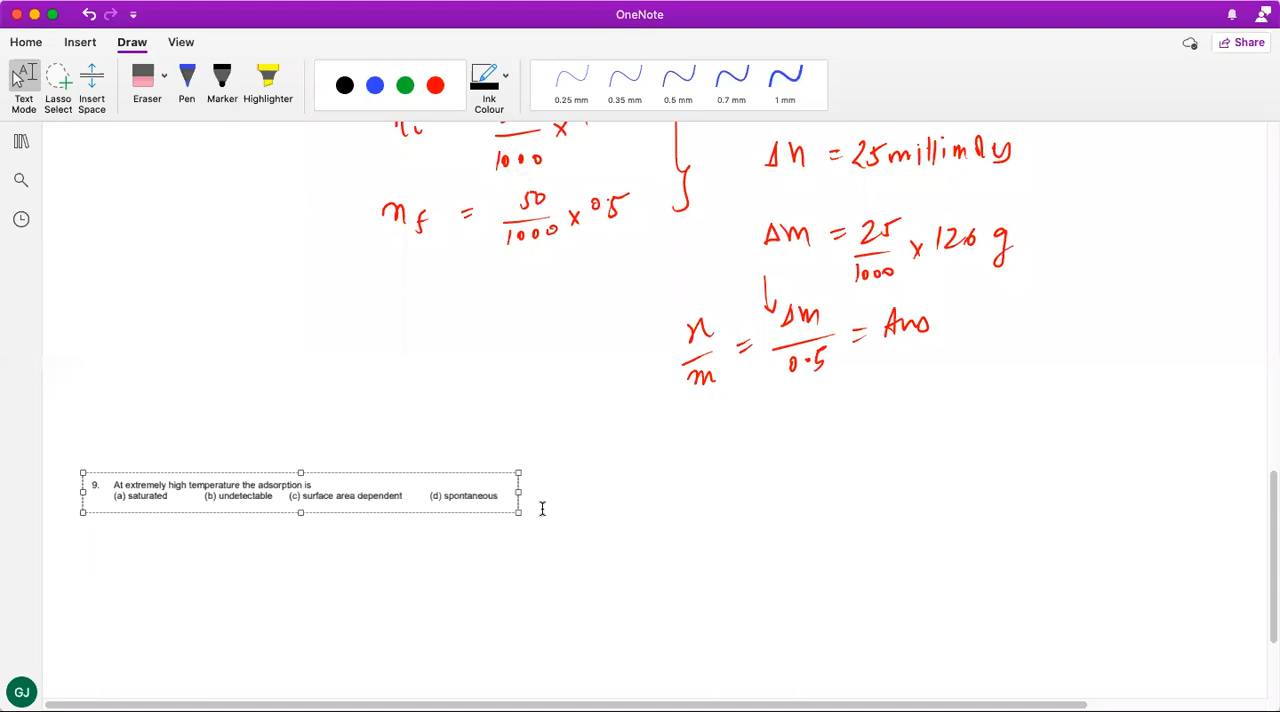 OneNote
Home Insert Draw View
Share
Text Mode
Lasso Select
Insert Space
Eraser
Pen
Marker
Highlighter
Ink Colour
0.25 mm
0.35 mm
0.5 mm
0.7 mm
1 mm
1000
n_f = 50/1000 × 0.5
Δn = 25 millimoles
Δm = 25/1000 × 126 g
x/m = Δm/0.5 = Ans
9. At extremely high temperature the adsorption is
(a) saturated (b) undetectable (c) surface area dependent (d) spontaneous
GJ